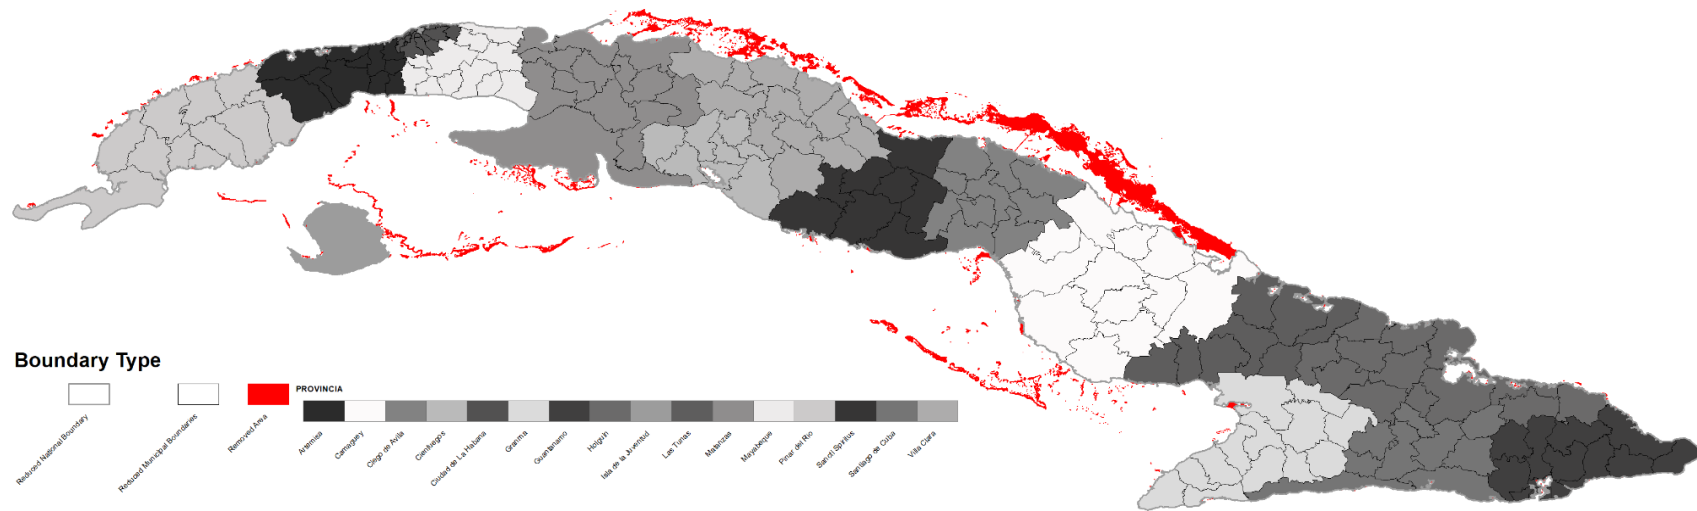 Boundary Type
PROVINCIA
Reduced National Boundary
Reduced Municipal Boundaries
Removed Area
Artemisa
Camaguey
Ciego de Avila
Cienfuegos
Ciudad de La Habana
Granma
Guantanamo
Holguin
Isla de la Juventud
Las Tunas
Matanzas
Mayabeque
Pinar del Rio
Sancti Spiritus
Santiago de Cuba
Villa Clara